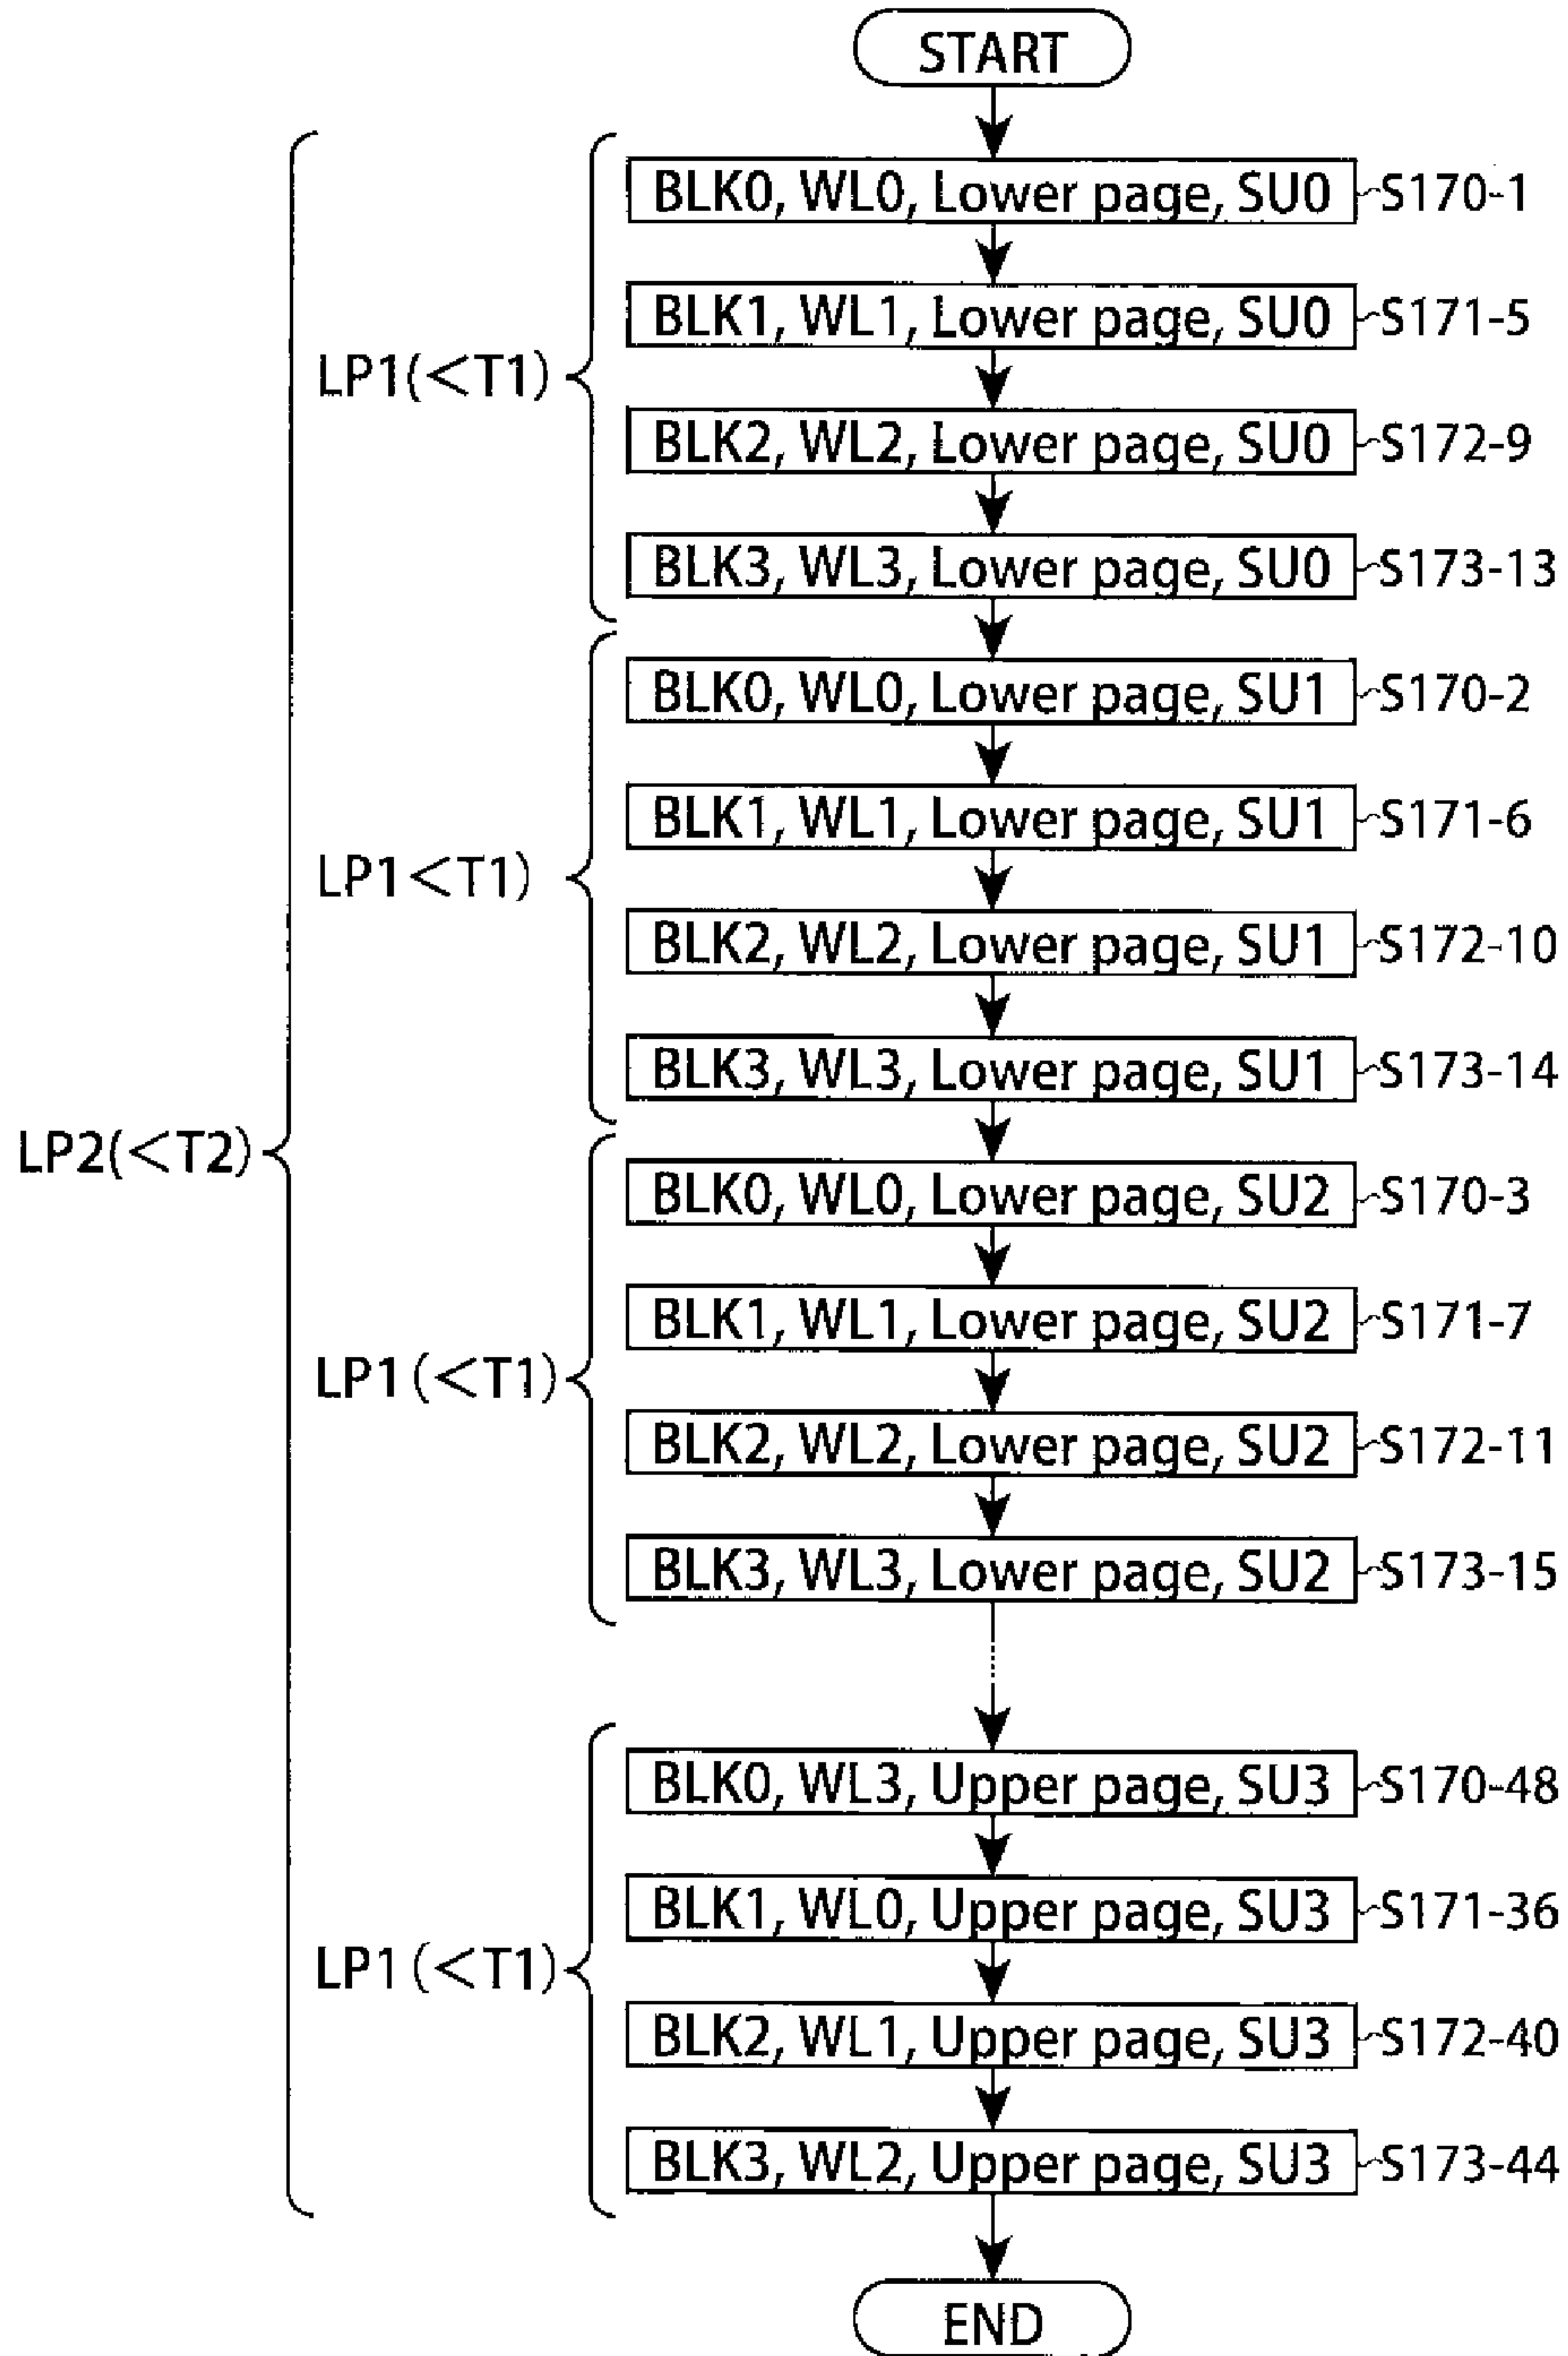 START
BLK0, WL0, Lower page, SU0 S170-1
BLK1, WL1, Lower page, SU0 S171-5
LP1(<T1)
BLK2, WL2, Lower page, SU0 S172-9
BLK3, WL3, Lower page, SU0 S173-13
BLK0, WL0, Lower page, SU1 S170-2
BLK1, WL1, Lower page, SU1 S171-6
LP1<T1)
BLK2, WL2, Lower page, SU1 S172-10
BLK3, WL3, Lower page, SU1 S173-14
LP2(<T2)
BLK0, WL0, Lower page, SU2 S170-3
BLK1, WL1, Lower page, SU2 S171-7
LP1(<T1)
BLK2, WL2, Lower page, SU2 S172-11
BLK3, WL3, Lower page, SU2 S173-15
BLK0, WL3, Upper page, SU3 S170-48
BLK1, WL0, Upper page, SU3 S171-36
LP1(<T1)
BLK2, WL1, Upper page, SU3 S172-40
BLK3, WL2, Upper page, SU3 S173-44
END